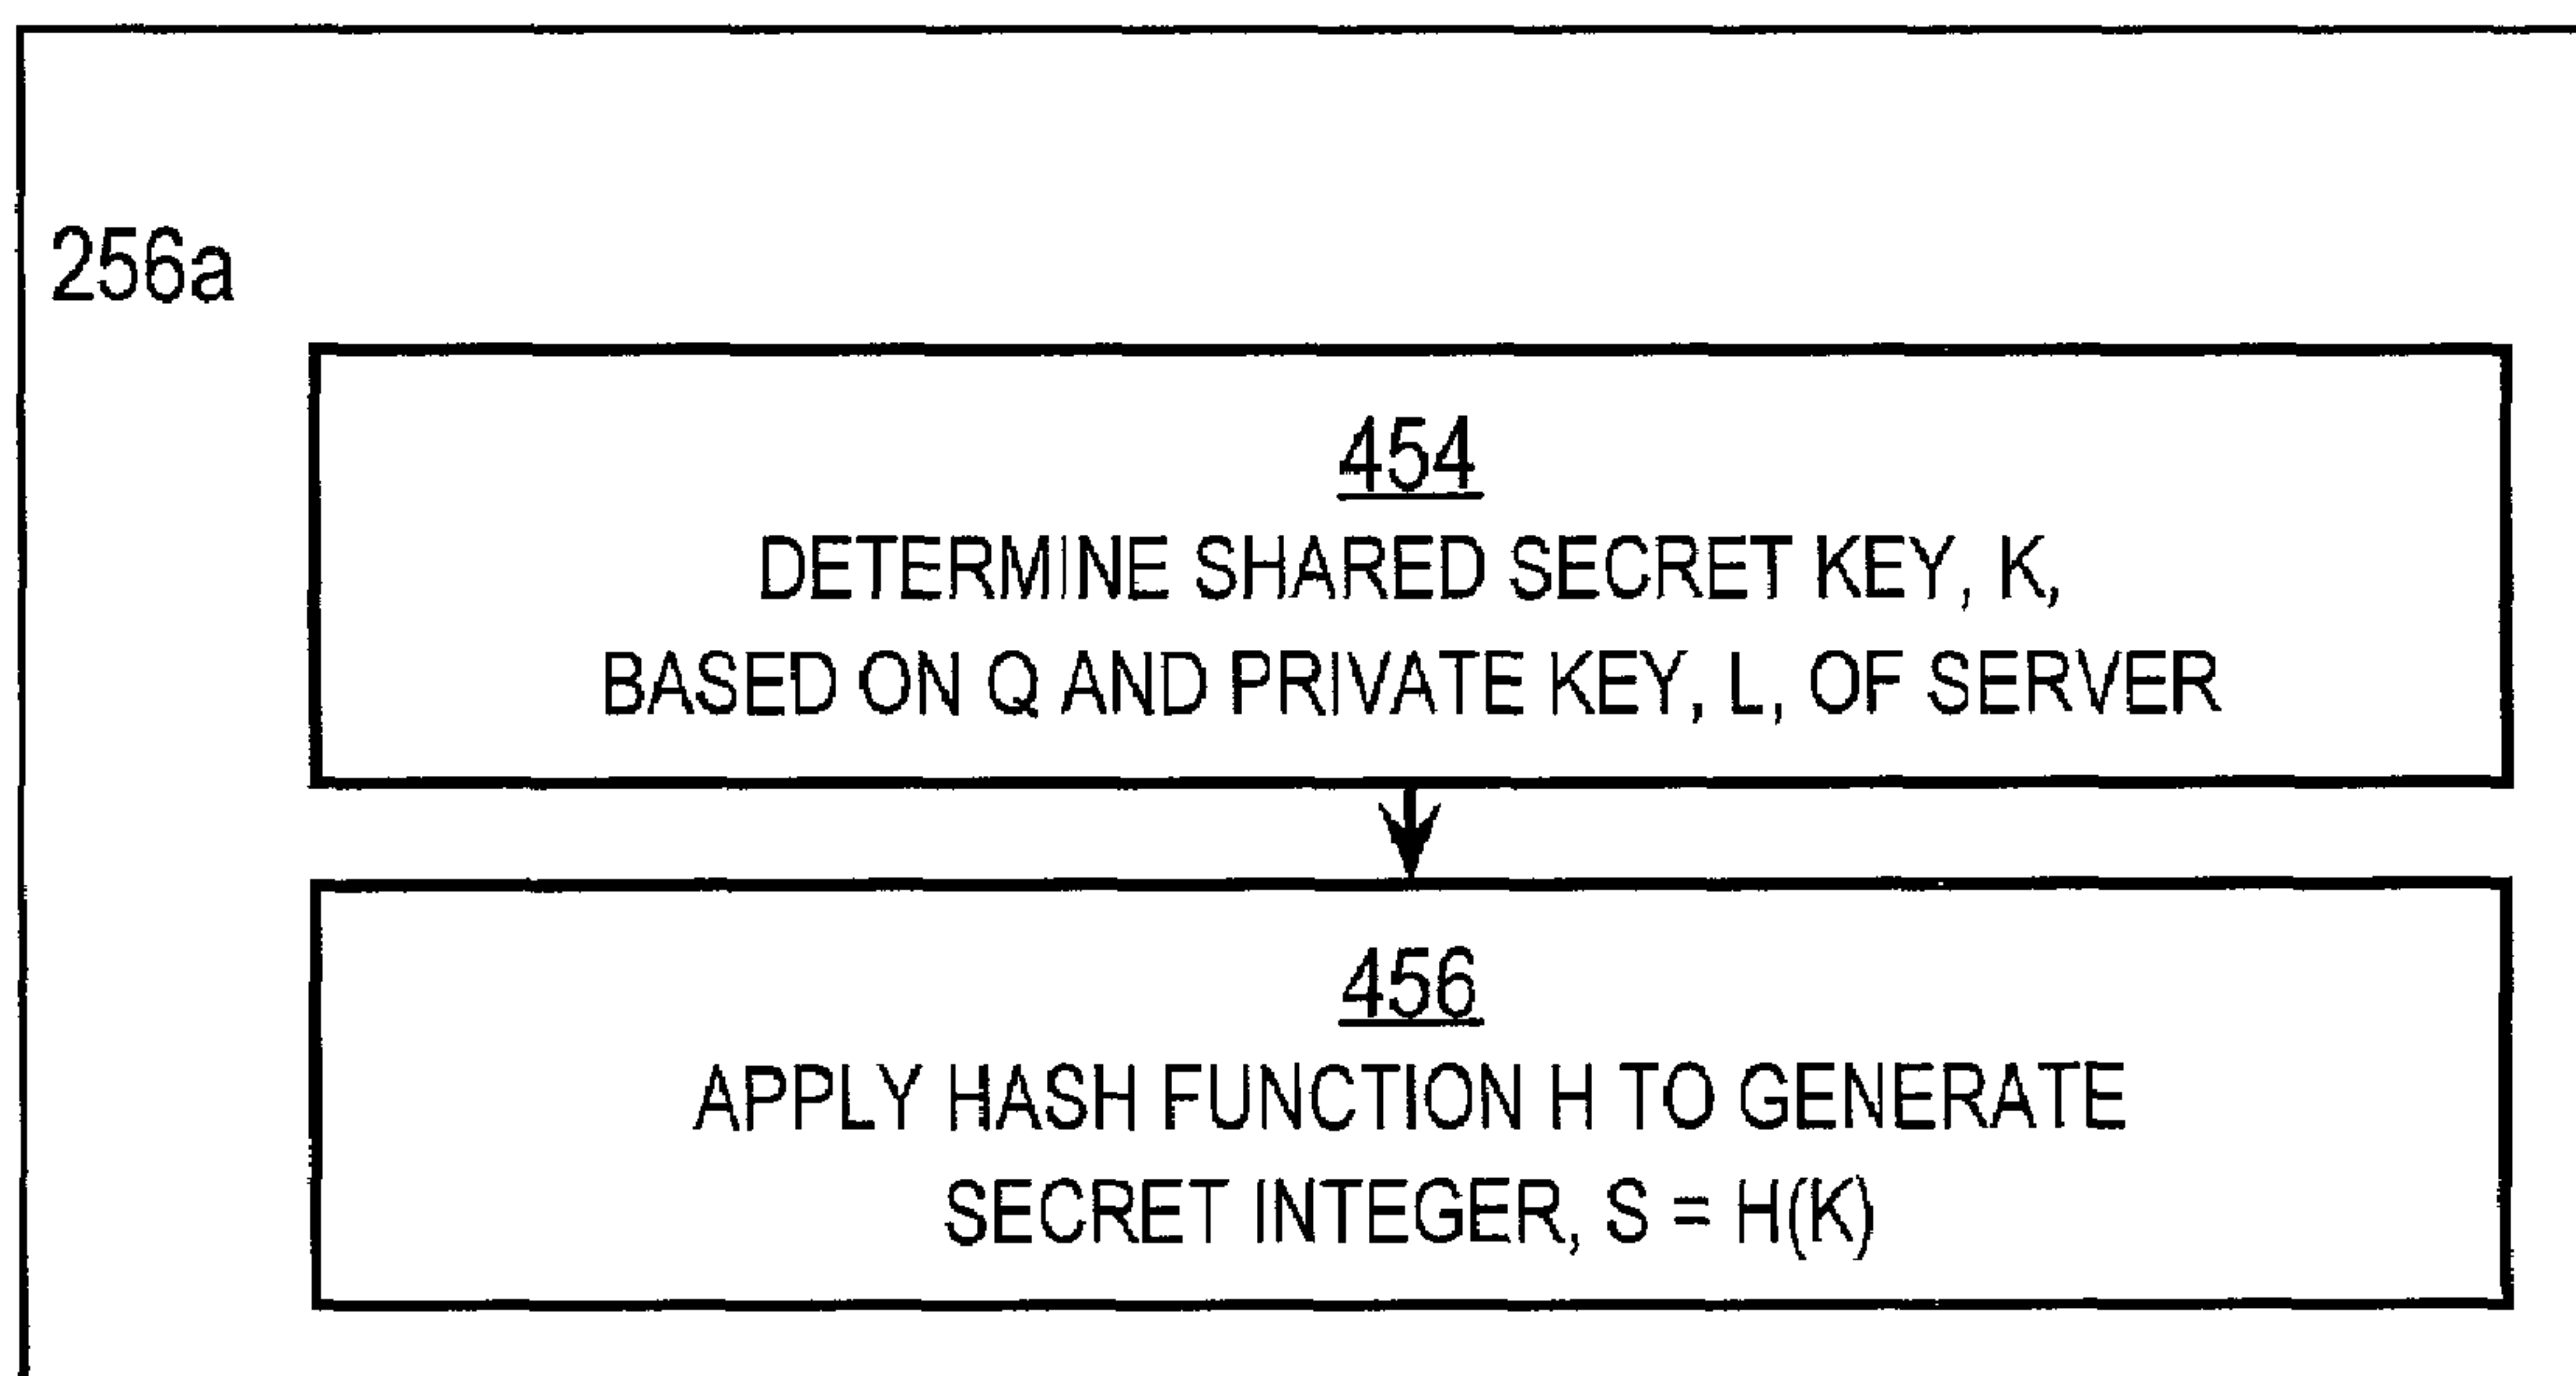 256a
454
DETERMINE SHARED SECRET KEY, K,
BASED ON Q AND PRIVATE KEY, L, OF SERVER
456
APPLY HASH FUNCTION H TO GENERATE
SECRET INTEGER, S = H(K)